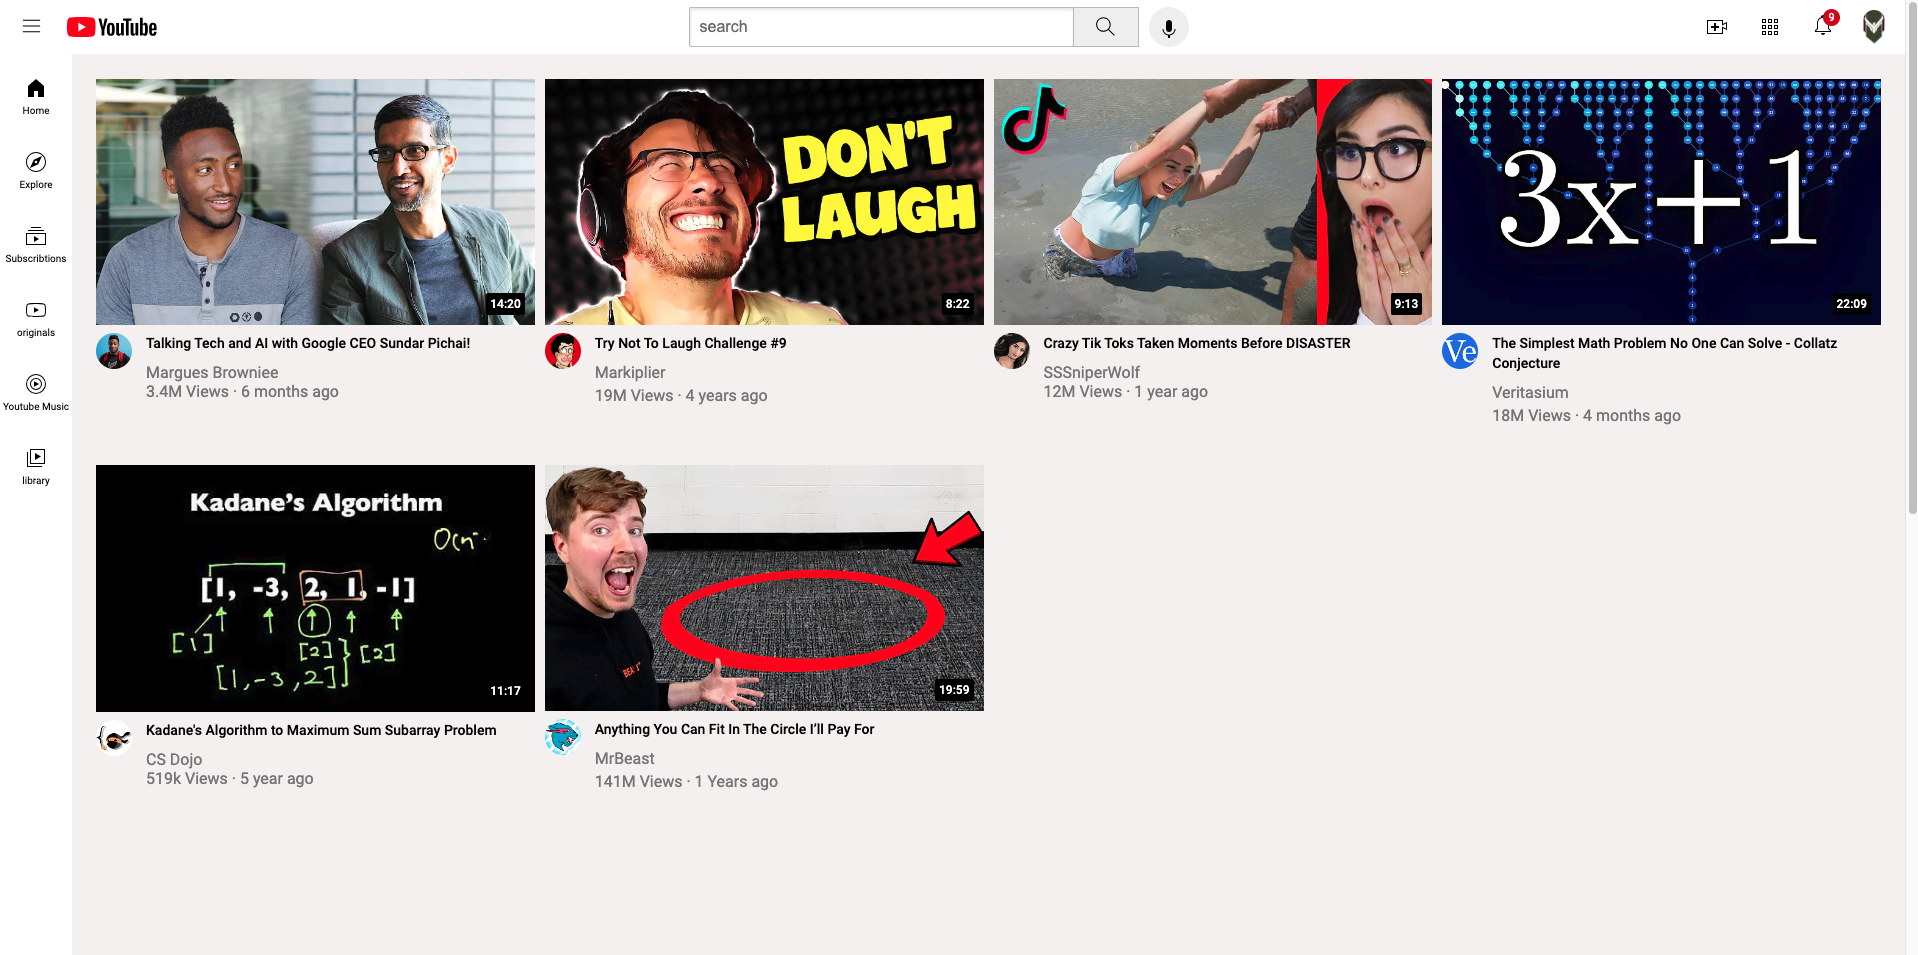 YouTube
search
9
Home
Explore
Subscribtions
originals
Youtube Music
library
14:20
Talking Tech and AI with Google CEO Sundar Pichai!
Margues Browniee
3.4M Views · 6 months ago
DON'T
LAUGH
8:22
Try Not To Laugh Challenge #9
Markiplier
19M Views · 4 years ago
9:13
Crazy Tik Toks Taken Moments Before DISASTER
SSSniperWolf
12M Views · 1 year ago
3x+1
22:09
Ve
The Simplest Math Problem No One Can Solve - Collatz
Conjecture
Veritasium
18M Views · 4 months ago
Kadane's Algorithm
O(n
[1, -3, 2, 1, -1]
[1]
[2]
[2]
[1, -3, 2]
11:17
Kadane's Algorithm to Maximum Sum Subarray Problem
CS Dojo
519k Views · 5 year ago
19:59
Anything You Can Fit In The Circle I'll Pay For
MrBeast
141M Views · 1 Years ago